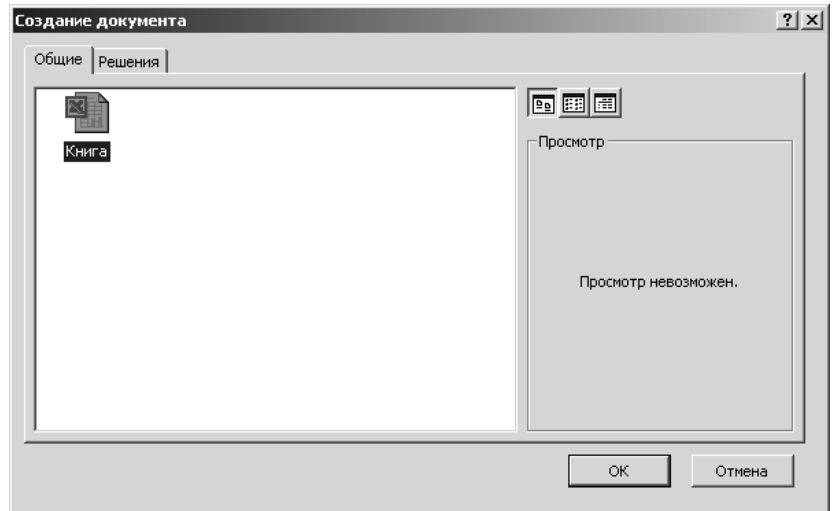 Создание документа
Общие Решения
Книга
Просмотр
Просмотр невозможен.
ОК Отмена